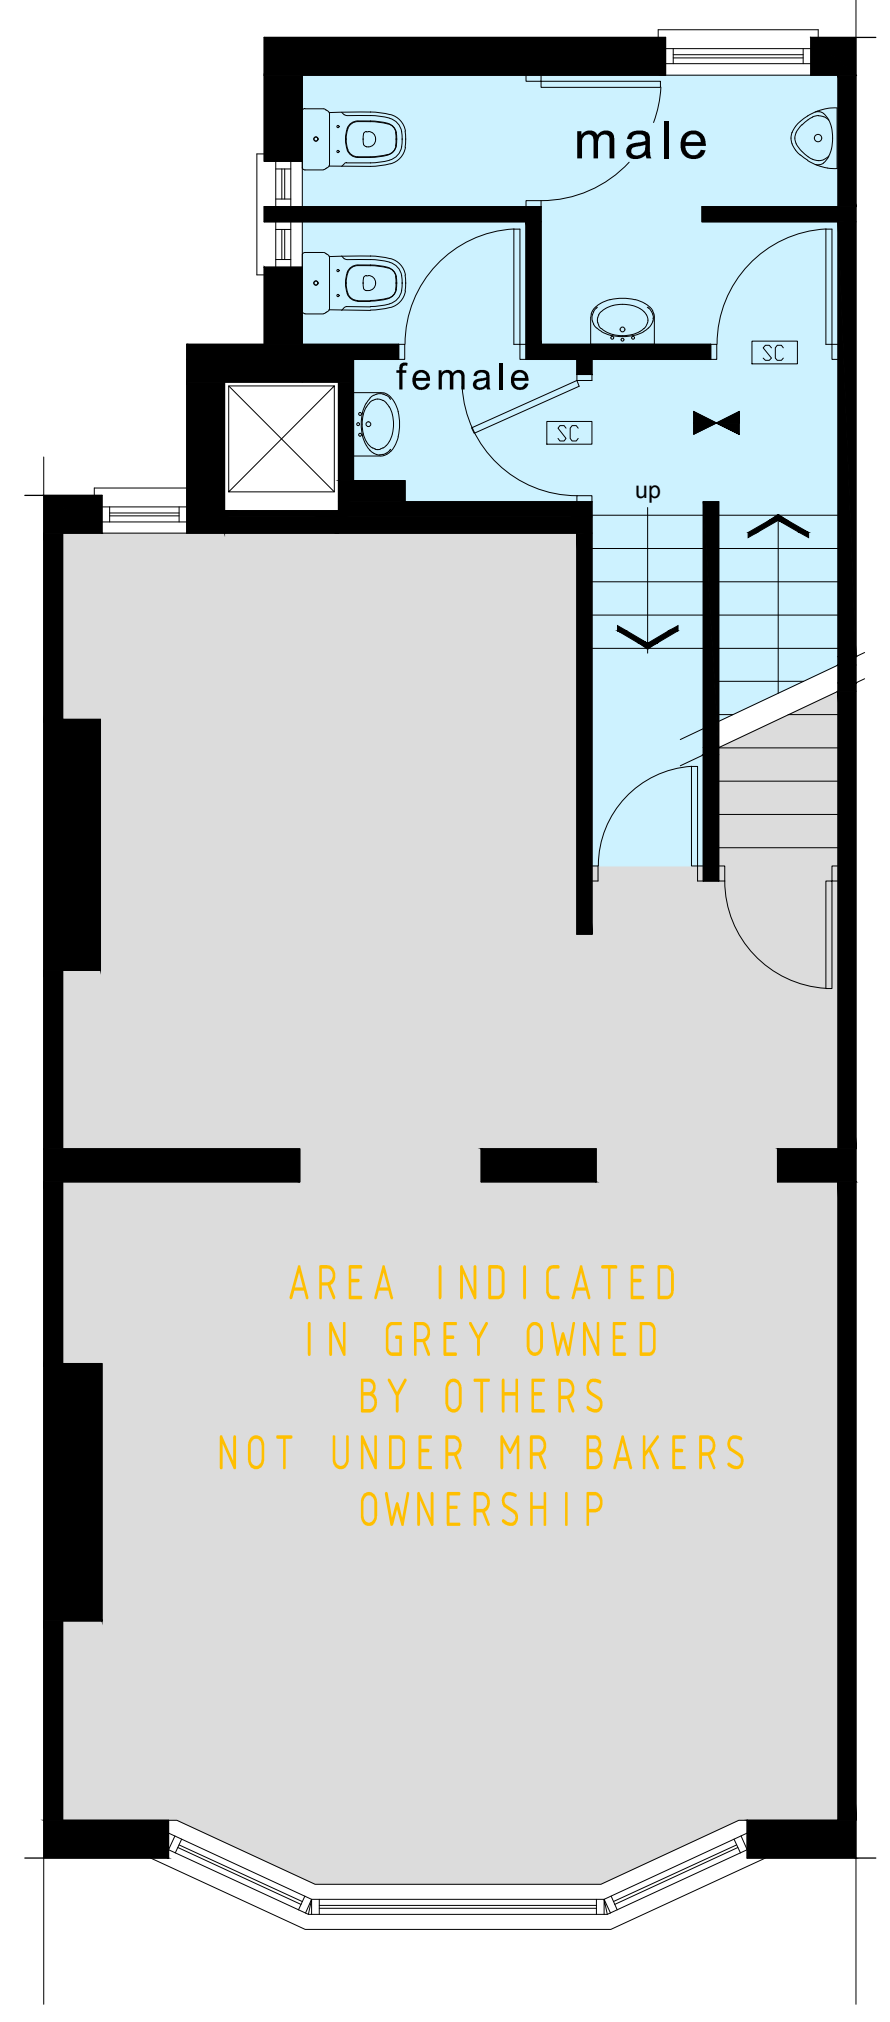 male
SC
female
SC
up
AREA INDICATED
IN GREY OWNED
BY OTHERS
NOT UNDER MR BAKERS
OWNERSHIP